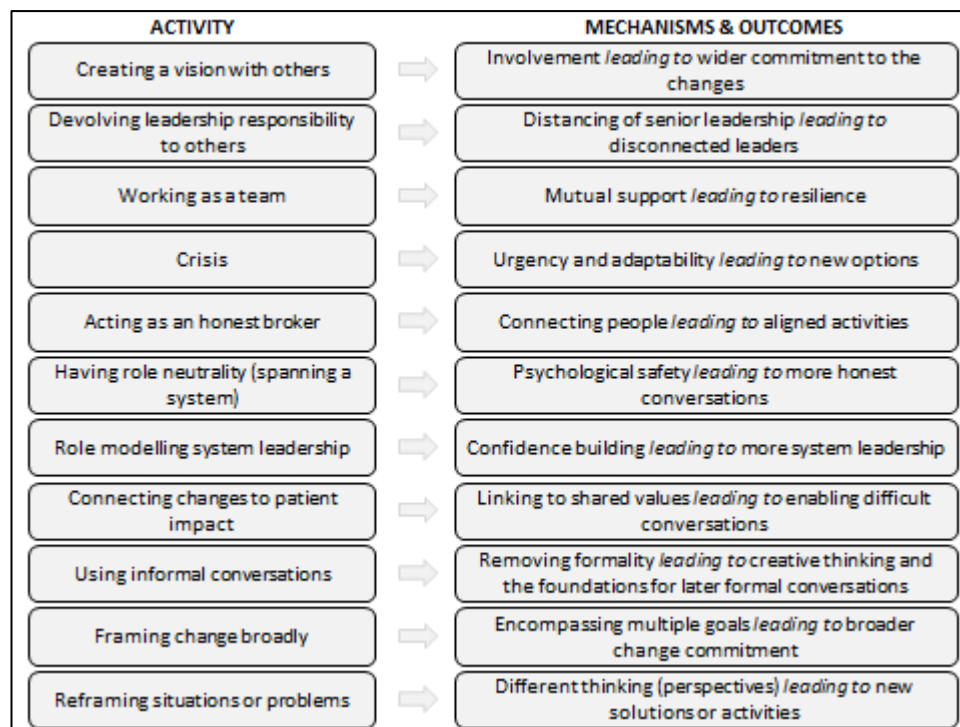 ACTIVITY
MECHANISMS & OUTCOMES
Creating a vision with others
Involvement leading to wider commitment to the
changes
Devolving leadership responsibility
to others
Distancing of senior leadership leading to
disconnected leaders
Working as a team
Mutual support leading to resilience
Crisis
Urgency and adaptability leading to new options
Acting as an honest broker
Connecting people leading to aligned activities
Having role neutrality (spanning a
system)
Psychological safety leading to more honest
conversations
Role modelling system leadership
Confidence building leading to more system leadership
Connecting changes to patient
impact
Linking to shared values leading to enabling difficult
conversations
Using informal conversations
Removing formality leading to creative thinking and
the foundations for later formal conversations
Framing change broadly
Encompassing multiple goals leading to broader
change commitment
Reframing situations or problems
Different thinking (perspectives) leading to new
solutions or activities